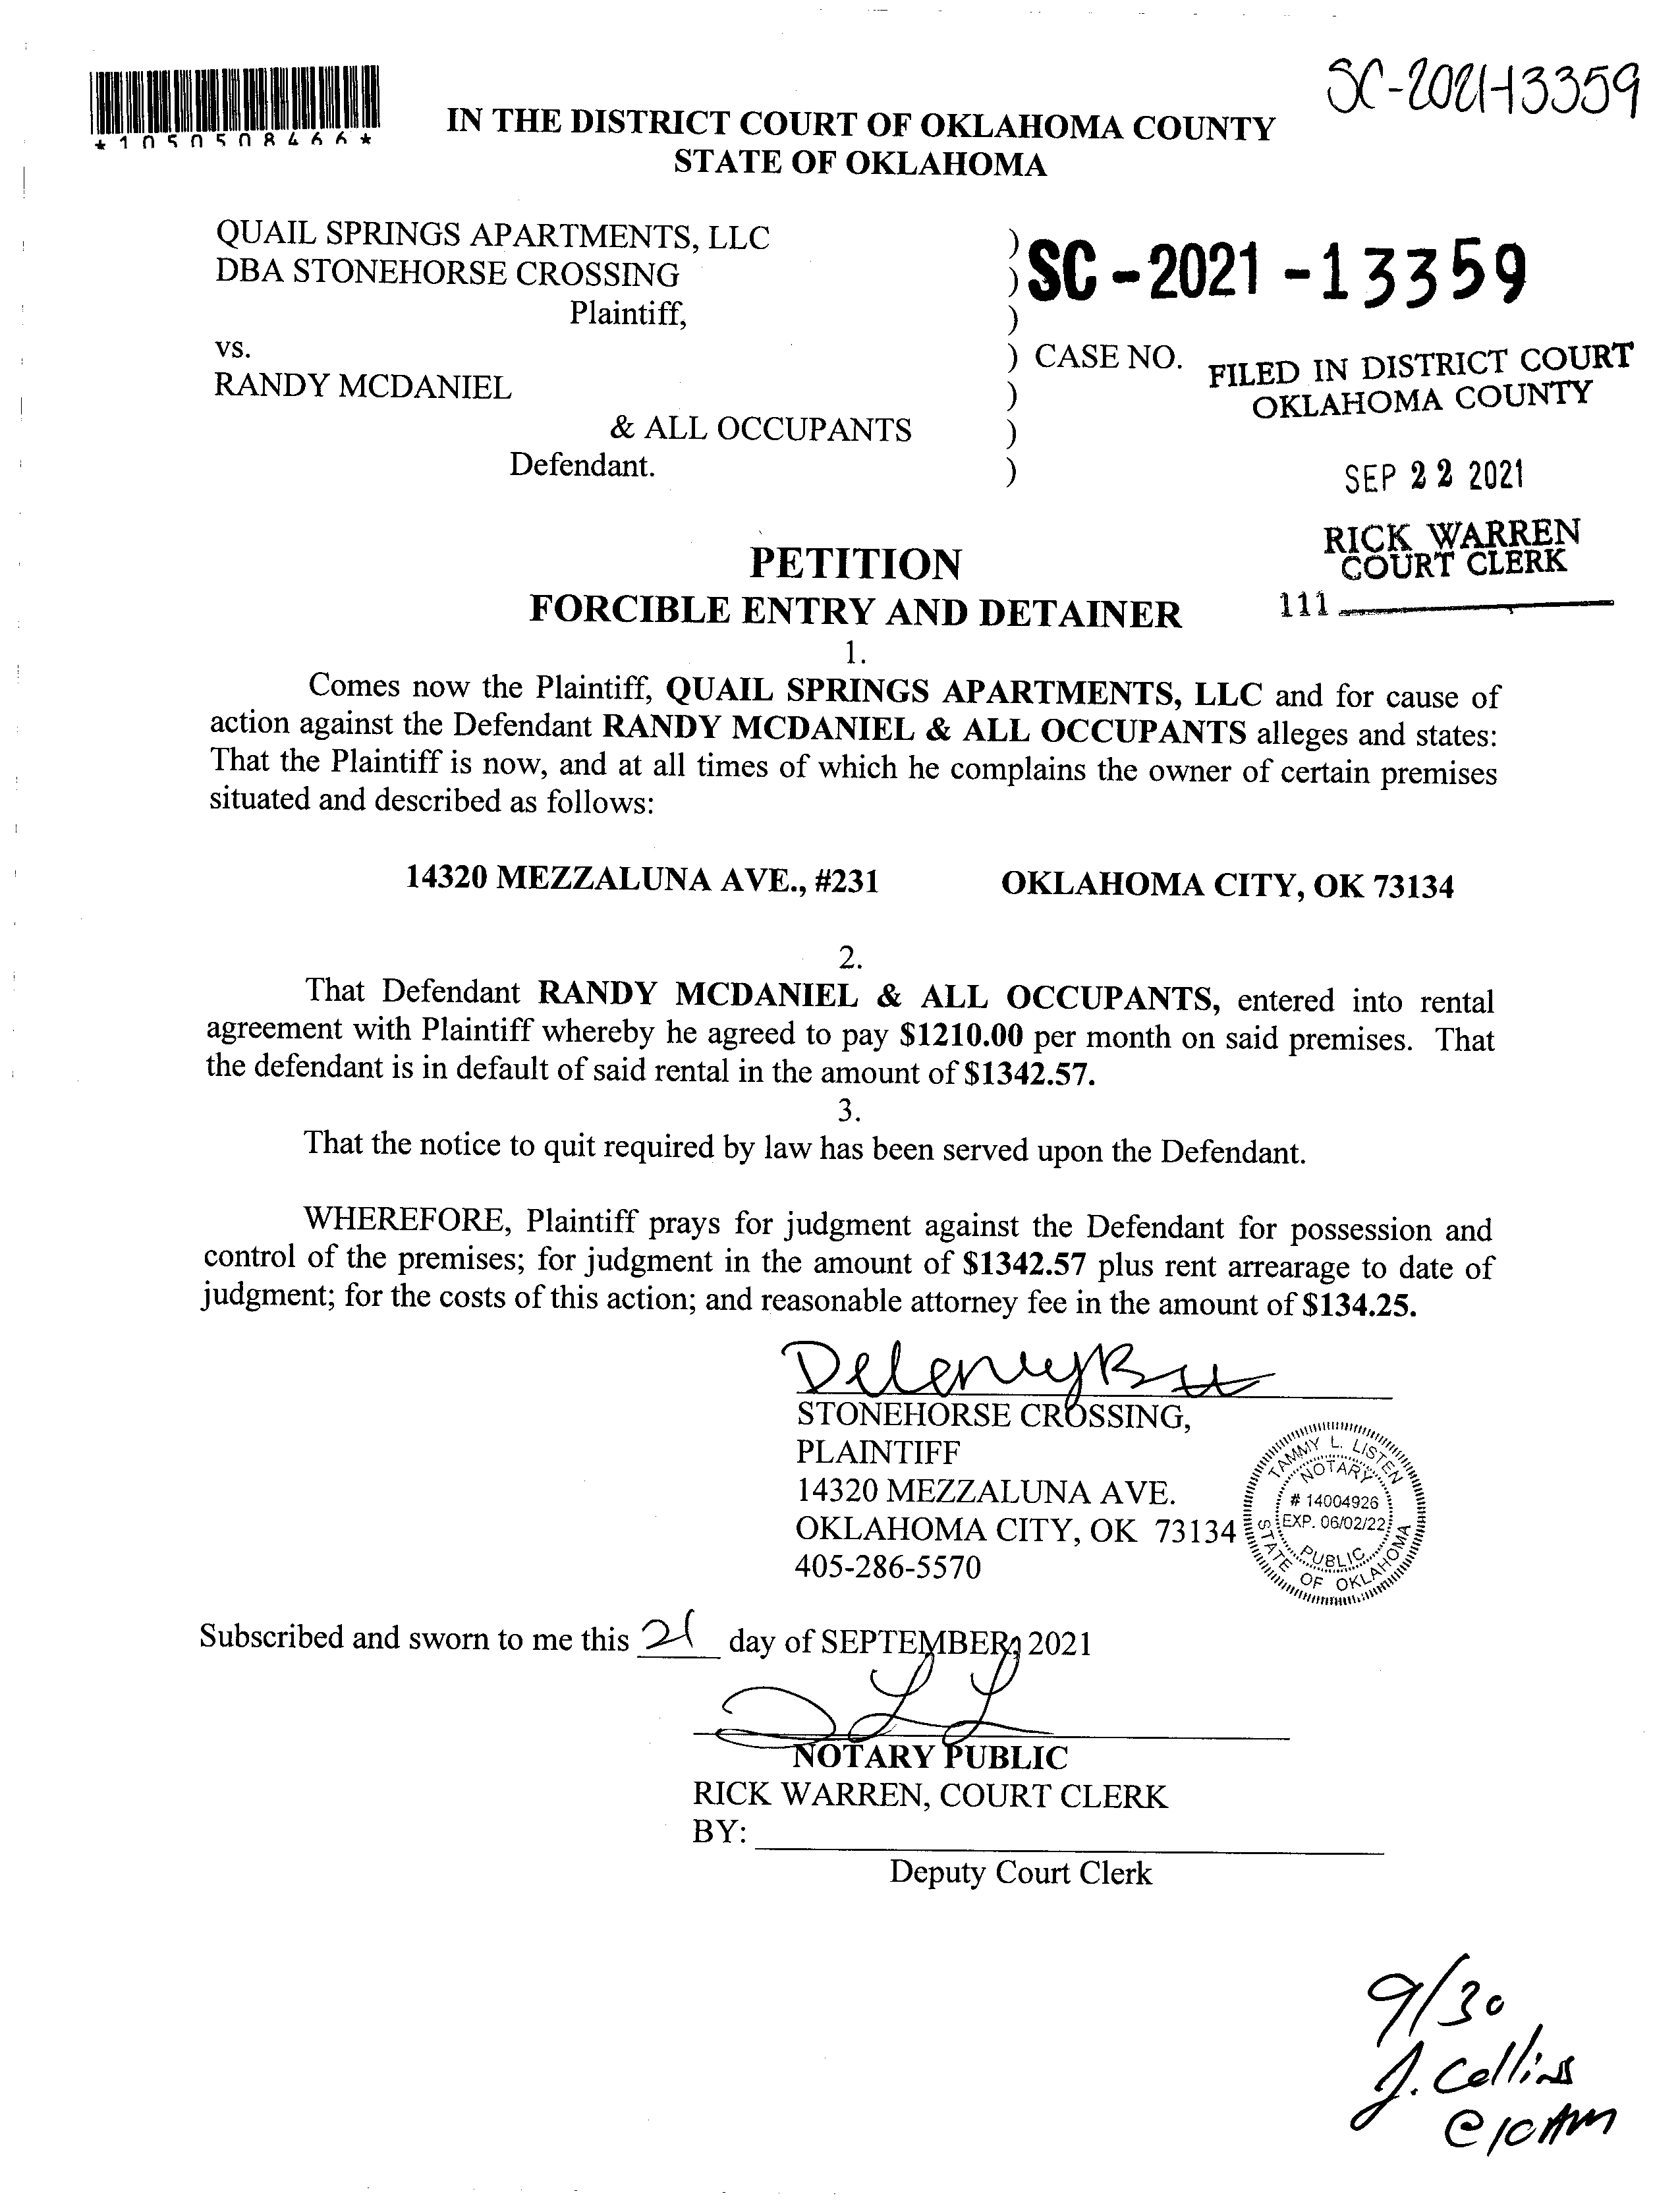 SC-2021-13359
*1050508466*
IN THE DISTRICT COURT OF OKLAHOMA COUNTY
STATE OF OKLAHOMA
QUAIL SPRINGS APARTMENTS, LLC )
DBA STONEHORSE CROSSING ) SC-2021-13359
Plaintiff, )
vs. ) CASE NO.
RANDY MCDANIEL )
& ALL OCCUPANTS )
Defendant. )
FILED IN DISTRICT COURT
OKLAHOMA COUNTY
SEP 22 2021
RICK WARREN
COURT CLERK
111
PETITION
FORCIBLE ENTRY AND DETAINER
1.
Comes now the Plaintiff, QUAIL SPRINGS APARTMENTS, LLC and for cause of
action against the Defendant RANDY MCDANIEL & ALL OCCUPANTS alleges and states:
That the Plaintiff is now, and at all times of which he complains the owner of certain premises
situated and described as follows:
14320 MEZZALUNA AVE., #231 OKLAHOMA CITY, OK 73134
2.
That Defendant RANDY MCDANIEL & ALL OCCUPANTS, entered into rental
agreement with Plaintiff whereby he agreed to pay $1210.00 per month on said premises. That
the defendant is in default of said rental in the amount of $1342.57.
3.
That the notice to quit required by law has been served upon the Defendant.
WHEREFORE, Plaintiff prays for judgment against the Defendant for possession and
control of the premises; for judgment in the amount of $1342.57 plus rent arrearage to date of
judgment; for the costs of this action; and reasonable attorney fee in the amount of $134.25.
STONEHORSE CROSSING,
PLAINTIFF
14320 MEZZALUNA AVE.
OKLAHOMA CITY, OK 73134
405-286-5570
TAMMY L. LISTEN
NOTARY
# 14004926
EXP. 06/02/22
PUBLIC
STATE OF OKLAHOMA
Subscribed and sworn to me this 21 day of SEPTEMBER, 2021
NOTARY PUBLIC
RICK WARREN, COURT CLERK
BY:
Deputy Court Clerk
9/30
J. Collins
@10AM